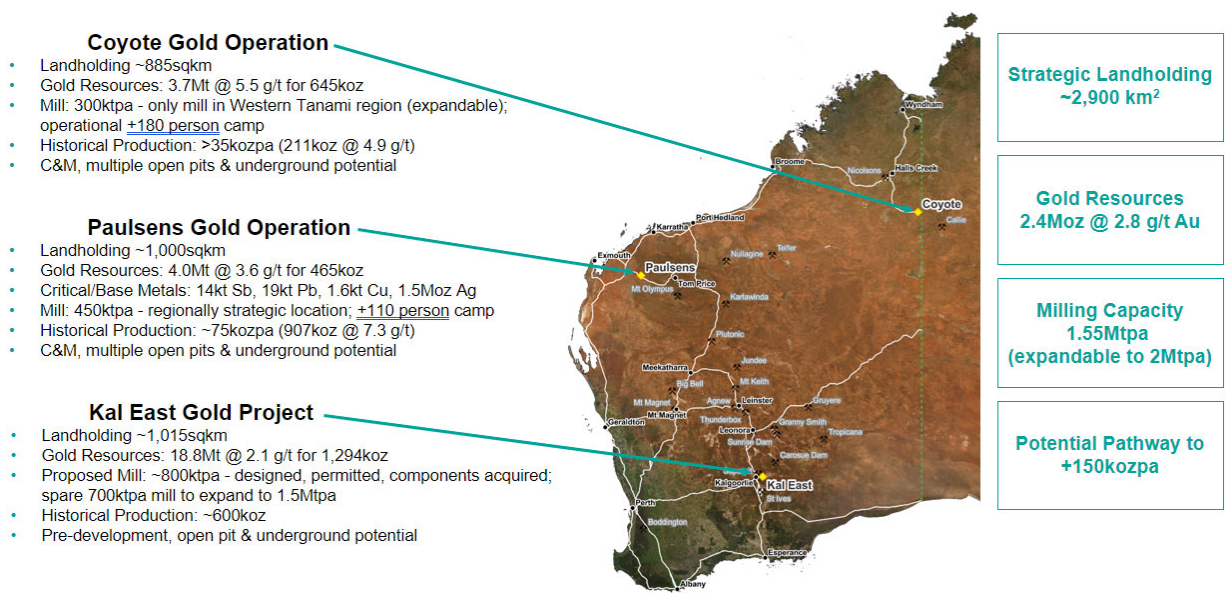 Coyote Gold Operation
• Landholding ~885sqkm
• Gold Resources: 3.7Mt @ 5.5 g/t for 645koz
• Mill: 300ktpa - only mill in Western Tanami region (expandable);
operational +180 person camp
• Historical Production: >35kozpa (211koz @ 4.9 g/t)
• C&M, multiple open pits & underground potential
Paulsens Gold Operation
• Landholding ~1,000sqkm
• Gold Resources: 4.0Mt @ 3.6 g/t for 465koz
• Critical/Base Metals: 14kt Sb, 19kt Pb, 1.6kt Cu, 1.5Moz Ag
• Mill: 450ktpa - regionally strategic location; +110 person camp
• Historical Production: ~75kozpa (907koz @ 7.3 g/t)
• C&M, multiple open pits & underground potential
Kal East Gold Project
• Landholding ~1,015sqkm
• Gold Resources: 18.8Mt @ 2.1 g/t for 1,294koz
• Proposed Mill: ~800ktpa - designed, permitted, components acquired;
spare 700ktpa mill to expand to 1.5Mtpa
• Historical Production: ~600koz
• Pre-development, open pit & underground potential
Wyndham
Broome
Nicolsons
Halls Creek
Coyote
Callie
Port Hedland
Karratha
Exmouth
Nullagine
Telfer
Paulsens
Tom Price
Mt Olympus
Karlawinda
Plutonic
Jundee
Meekatharra
Big Bell
Mt Keith
Mt Magnet
Agnew
Leinster
Mt Magnet
Gruyere
Geraldton
Thunderbox
Granny Smith
Leonora
Tropicana
Sunrise Dam
Carosue Dam
Kalgoorlie
Kal East
St Ives
Perth
Boddington
Esperance
Albany
Strategic Landholding
~2,900 km²
Gold Resources
2.4Moz @ 2.8 g/t Au
Milling Capacity
1.55Mtpa
(expandable to 2Mtpa)
Potential Pathway to
+150kozpa